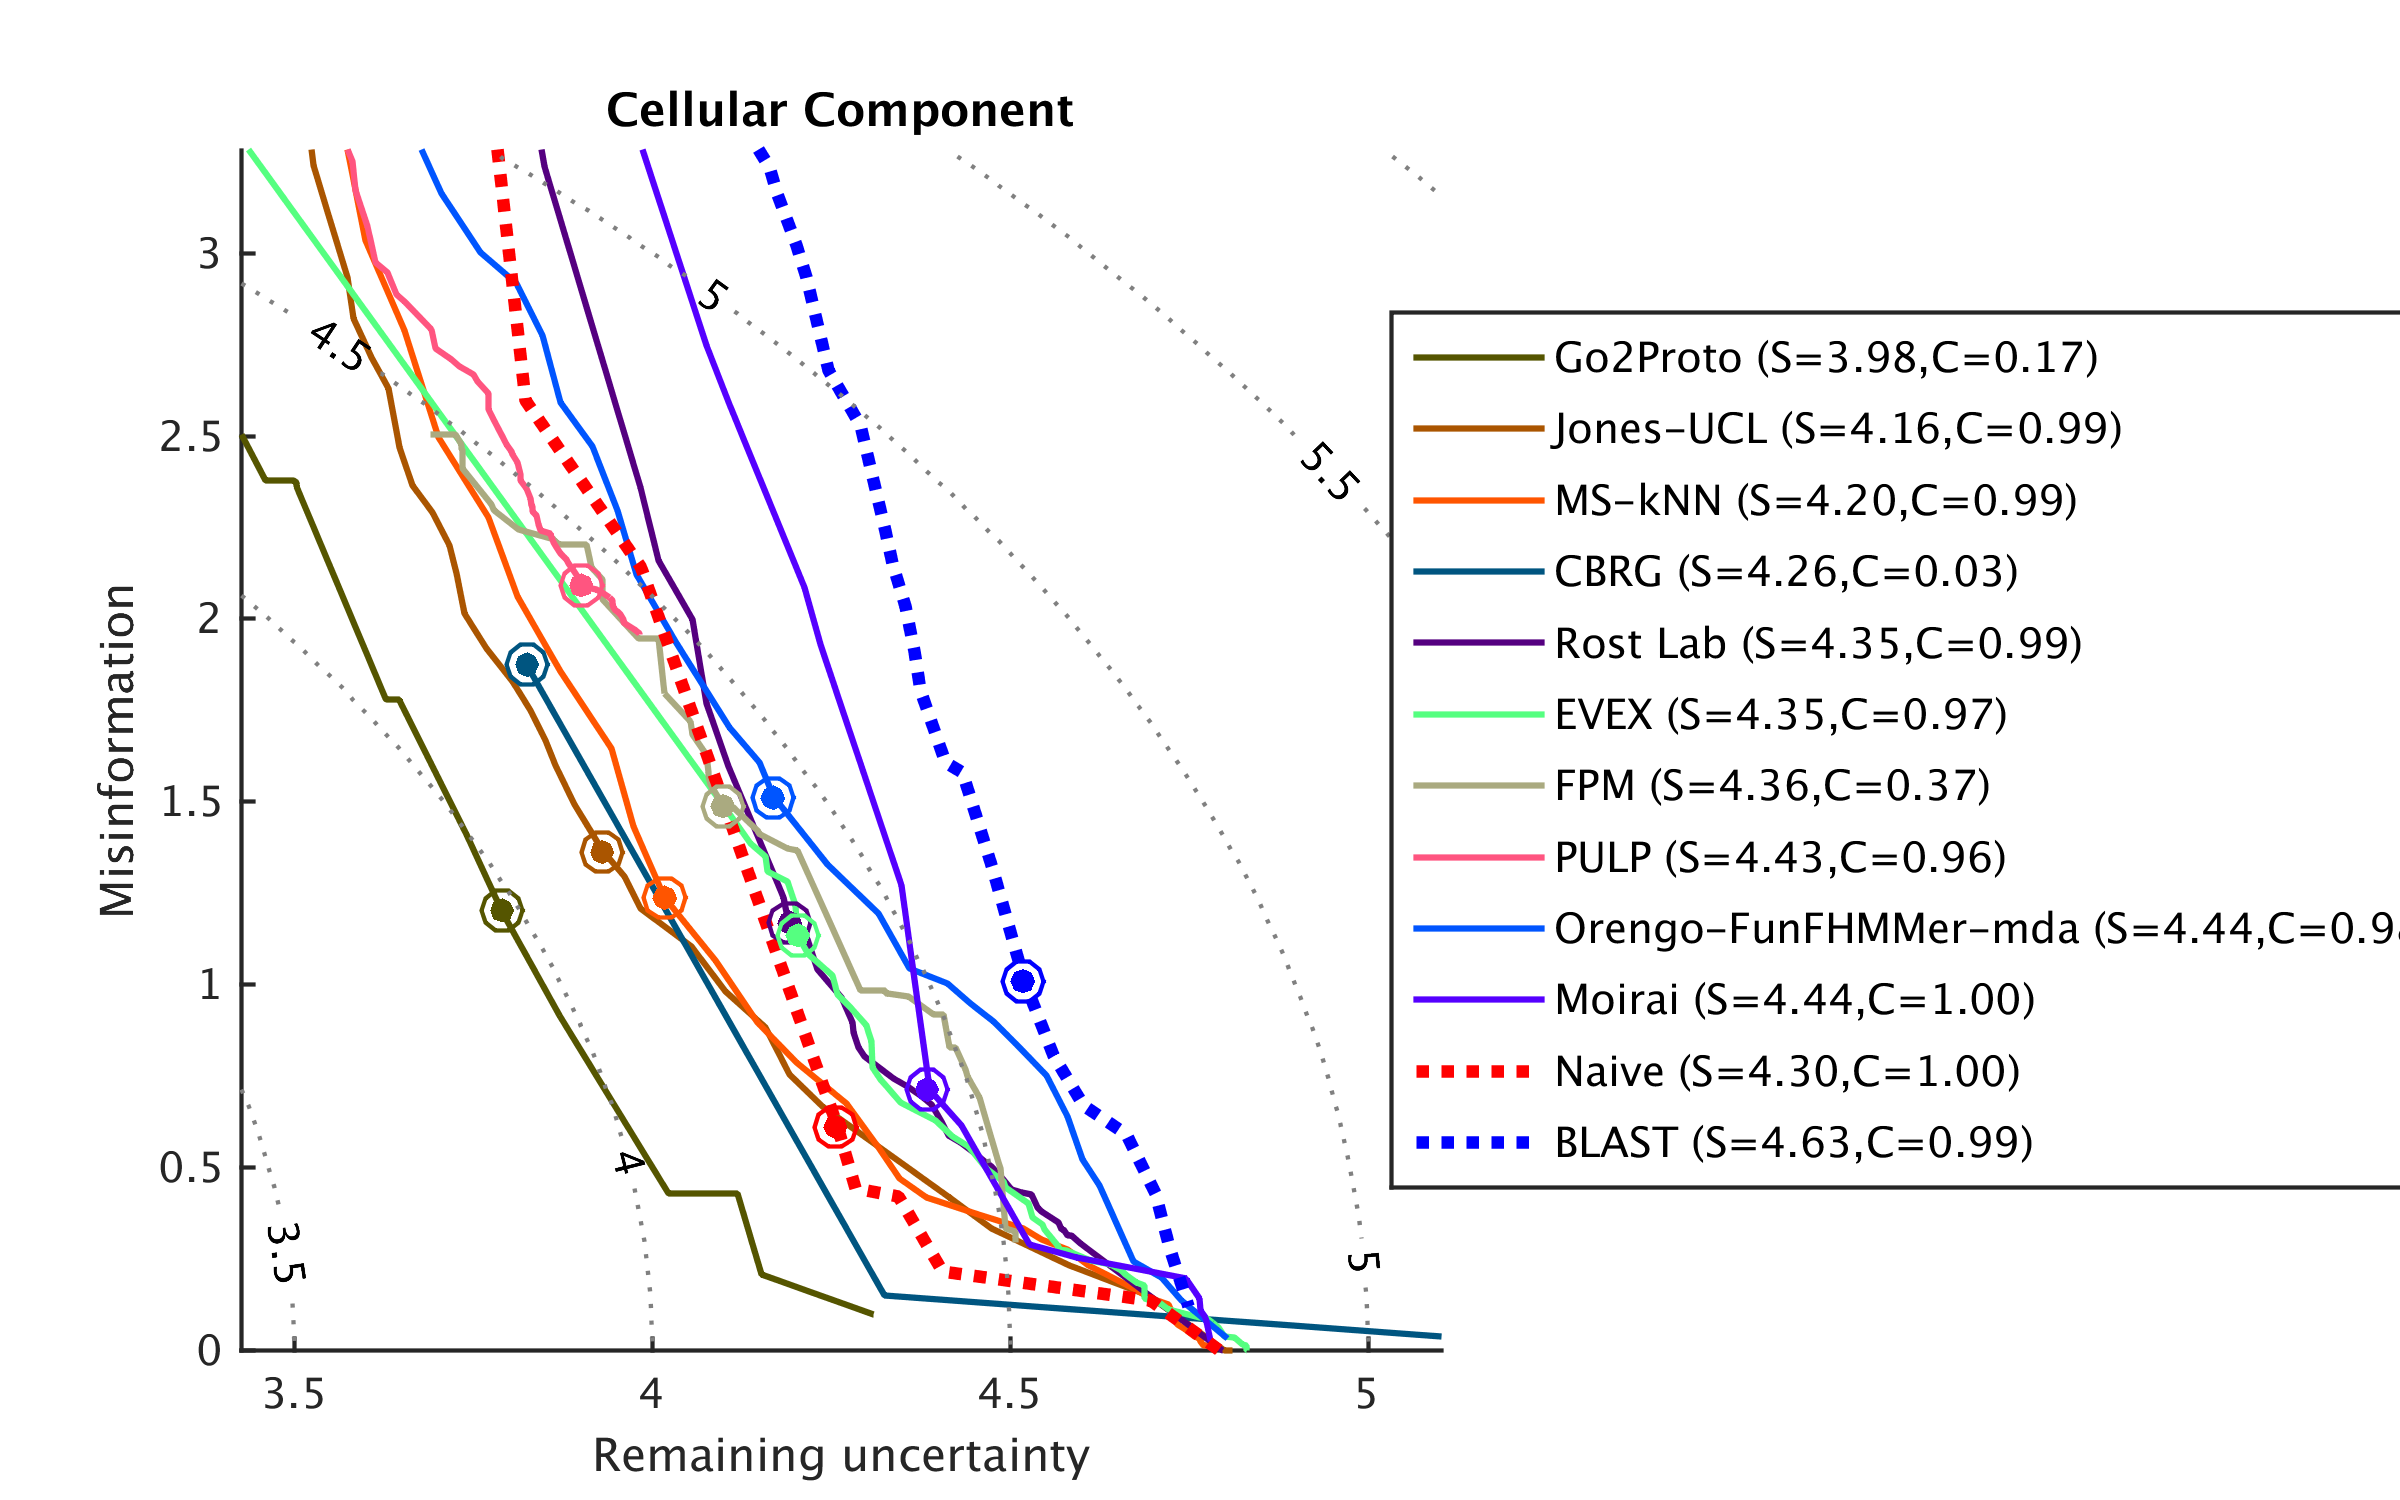 Cellular Component
Misinformation
3
2.5
2
1.5
1
0.5
0
3.5
4
4.5
5
Remaining uncertainty
4.5
5
5.5
3.5
4
5
Go2Proto (S=3.98,C=0.17)
Jones-UCL (S=4.16,C=0.99)
MS-kNN (S=4.20,C=0.99)
CBRG (S=4.26,C=0.03)
Rost Lab (S=4.35,C=0.99)
EVEX (S=4.35,C=0.97)
FPM (S=4.36,C=0.37)
PULP (S=4.43,C=0.96)
Orengo-FunFHMMer-mda (S=4.44,C=0.9
Moirai (S=4.44,C=1.00)
Naive (S=4.30,C=1.00)
BLAST (S=4.63,C=0.99)